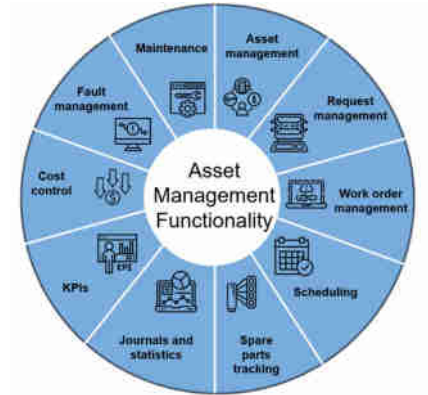 Asset
Management
Functionality
Asset
management
Request
management
Work order
management
Scheduling
Spare
parts
tracking
Journals and
statistics
KPIs
KPI
Cost
control
Fault
management
Maintenance